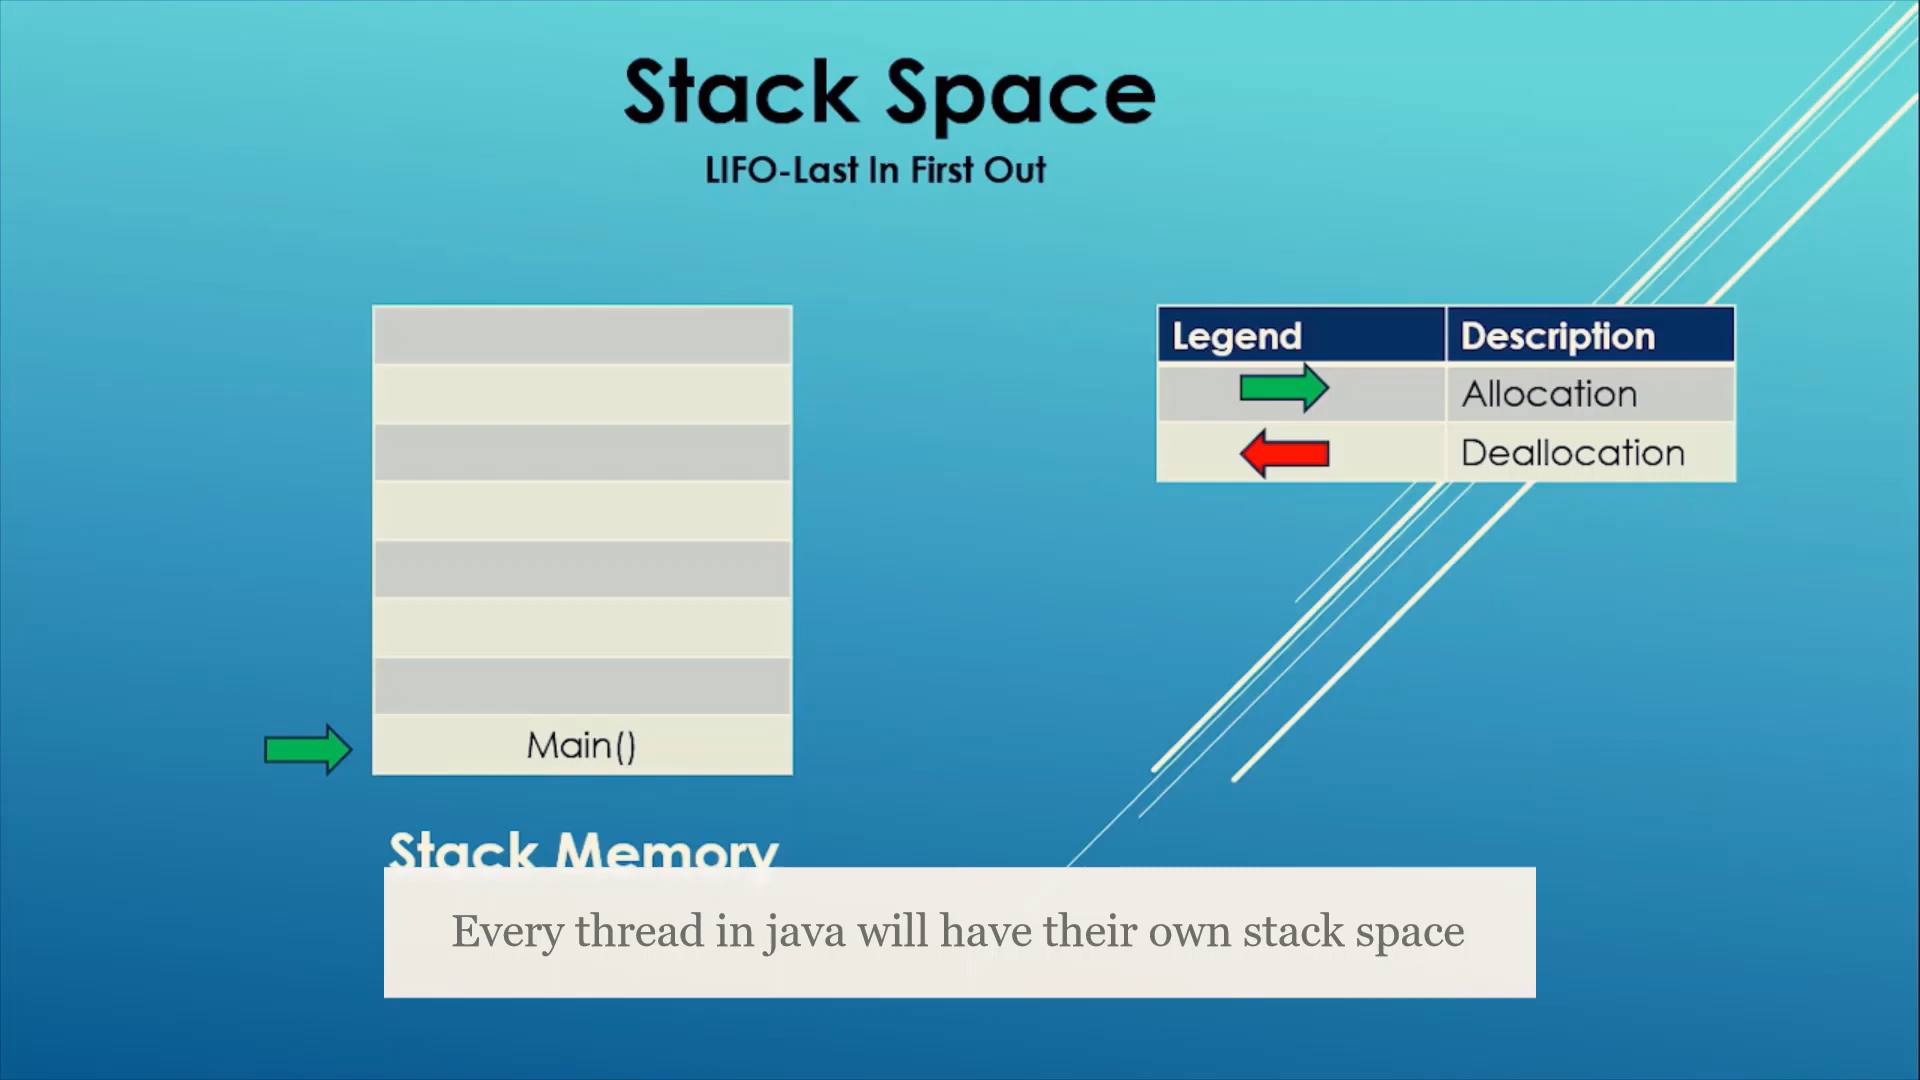 Stack Space
LIFO-Last In First Out
Legend Description
Allocation
Deallocation
Main()
Stack Memory
Every thread in java will have their own stack space